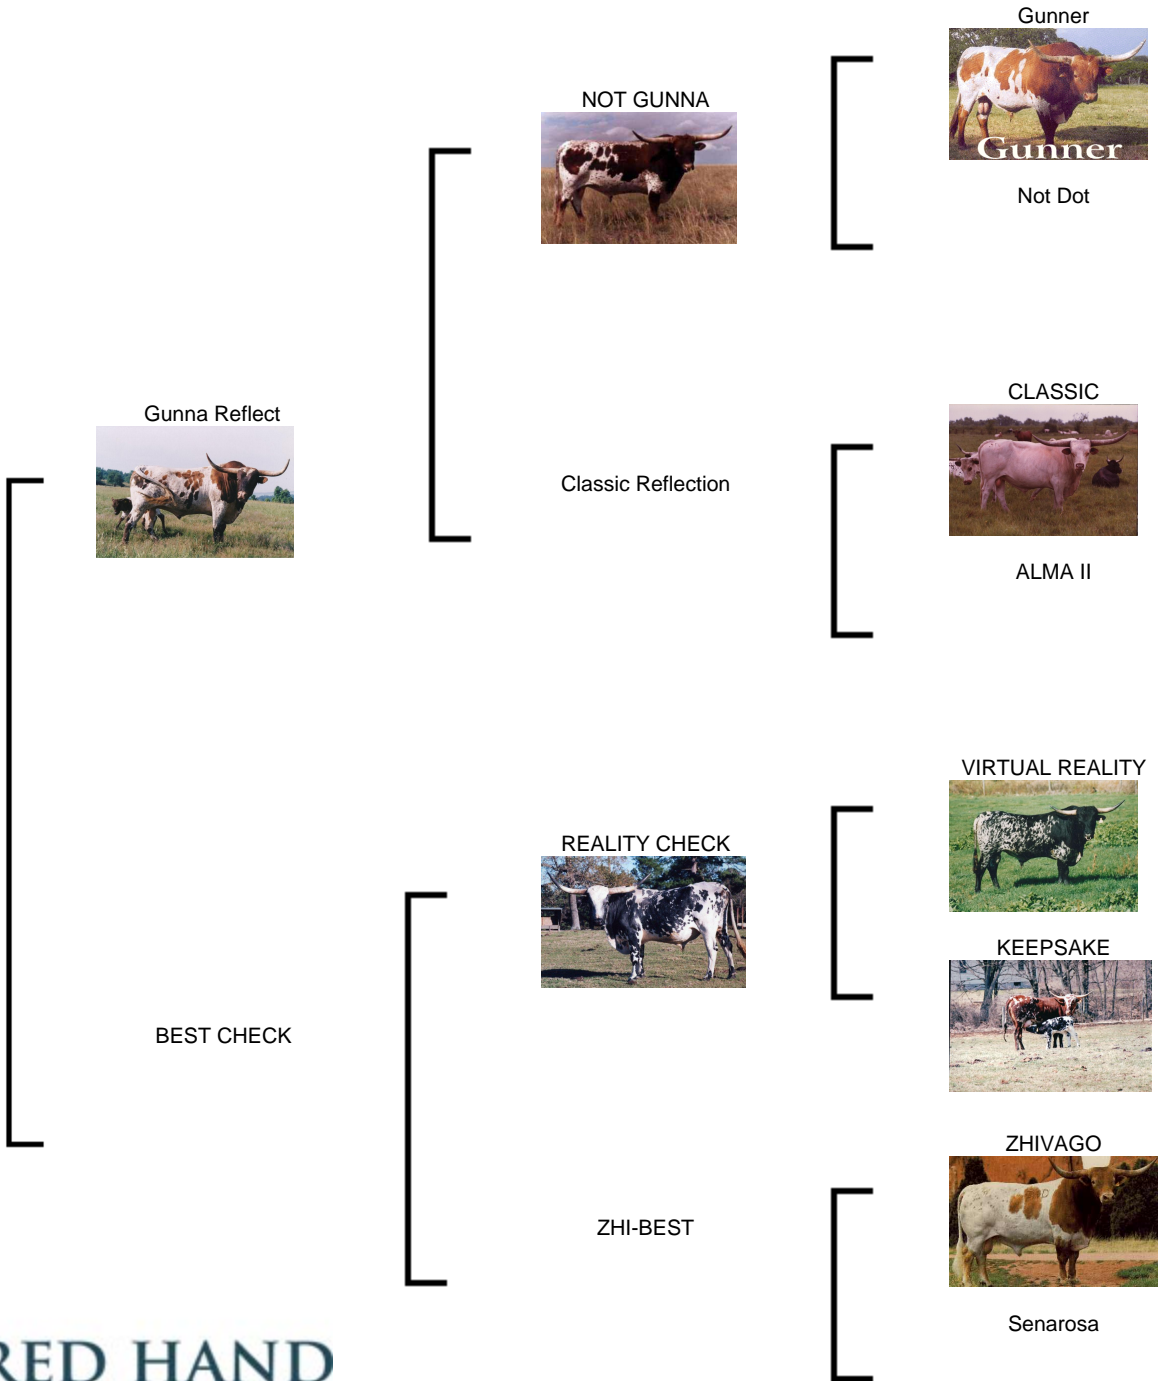 Gunner
NOT GUNNA
Gunner
Not Dot
CLASSIC
Gunna Reflect
Classic Reflection
ALMA II
VIRTUAL REALITY
REALITY CHECK
KEEPSAKE
BEST CHECK
ZHIVAGO
ZHI-BEST
Senarosa
RED HAND